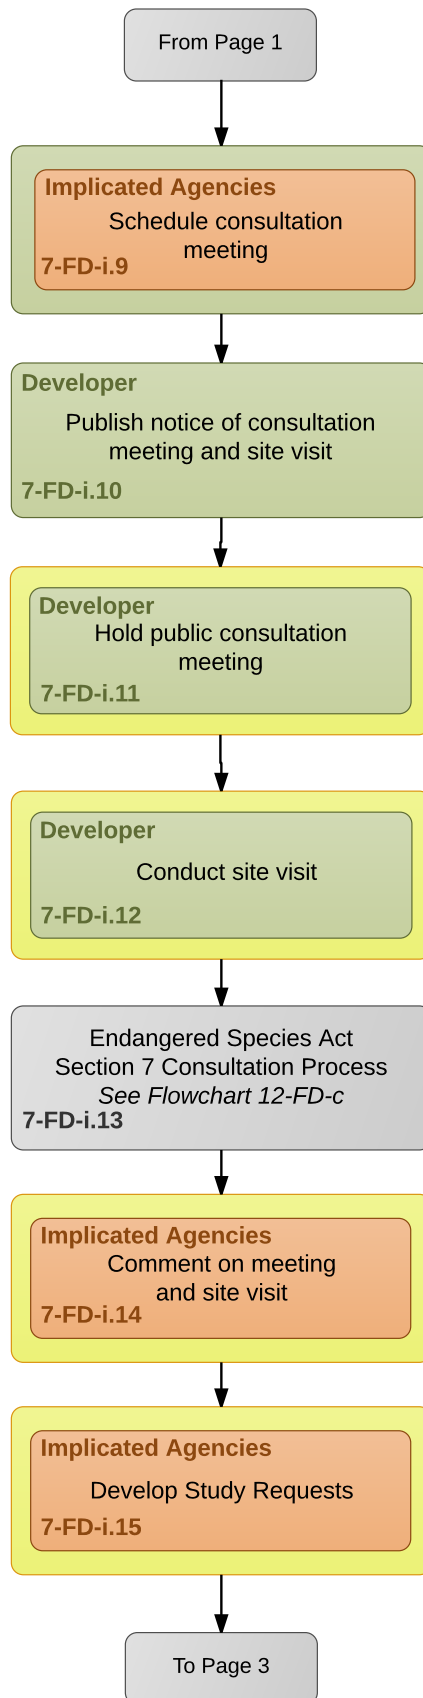 From Page 1
Implicated Agencies
Schedule consultation
meeting
7-FD-i.9
Developer
Publish notice of consultation
meeting and site visit
7-FD-i.10
Developer
Hold public consultation
meeting
7-FD-i.11
Developer
Conduct site visit
7-FD-i.12
Endangered Species Act
Section 7 Consultation Process
See Flowchart 12-FD-c
7-FD-i.13
Implicated Agencies
Comment on meeting
and site visit
7-FD-i.14
Implicated Agencies
Develop Study Requests
7-FD-i.15
To Page 3